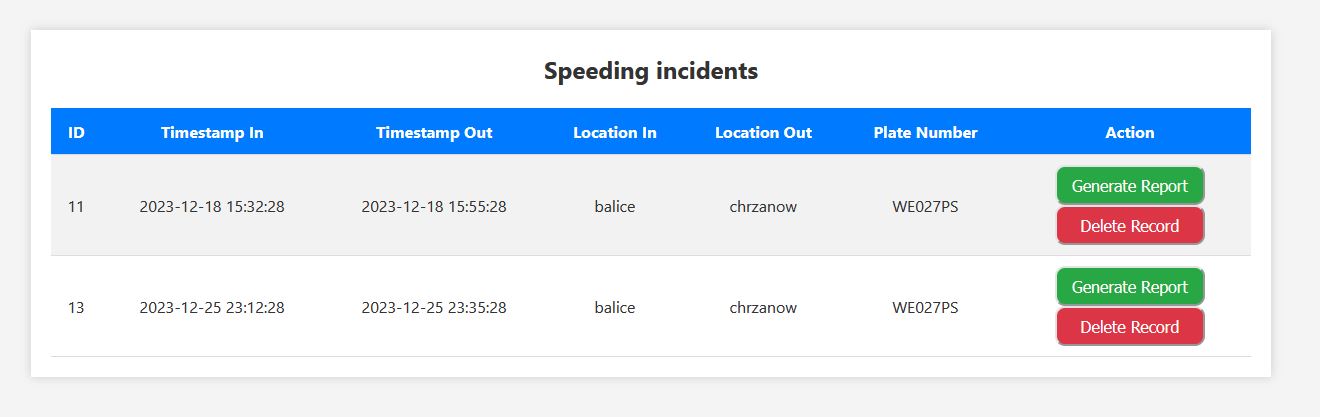 Speeding incidents
ID Timestamp In Timestamp Out Location In Location Out Plate Number Action
11 2023-12-18 15:32:28 2023-12-18 15:55:28 balice chrzanow WE027PS Generate Report
Delete Record
13 2023-12-25 23:12:28 2023-12-25 23:35:28 balice chrzanow WE027PS Generate Report
Delete Record